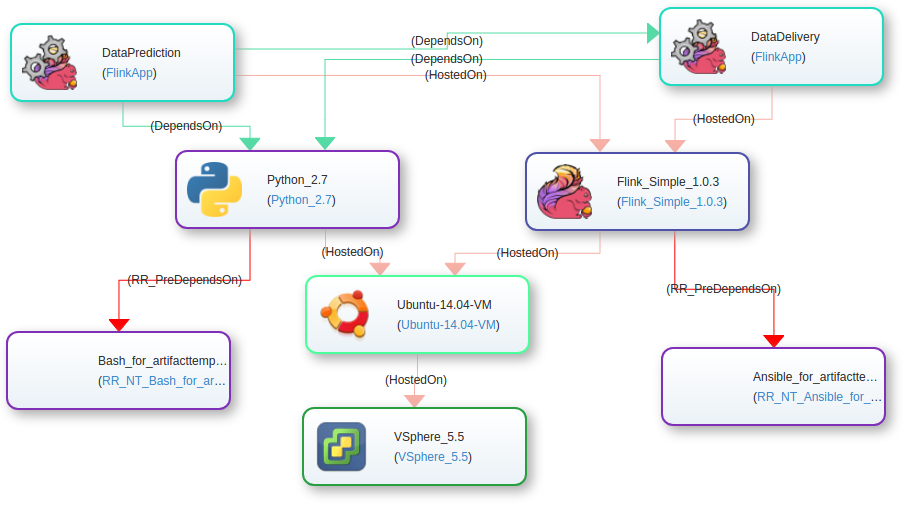 DataPrediction
(FlinkApp)
DataDelivery
(FlinkApp)
(DependsOn)
(DependsOn)
(HostedOn)
(DependsOn)
(HostedOn)
Python_2.7
(Python_2.7)
Flink_Simple_1.0.3
(Flink_Simple_1.0.3)
(HostedOn)
(HostedOn)
(RR_PreDependsOn)
(RR_PreDependsOn)
Ubuntu-14.04-VM
(Ubuntu-14.04-VM)
Bash_for_artifacttemp...
(RR_NT_Bash_for_ar...
Ansible_for_artifactte...
(RR_NT_Ansible_for_...
(HostedOn)
VSphere_5.5
(VSphere_5.5)